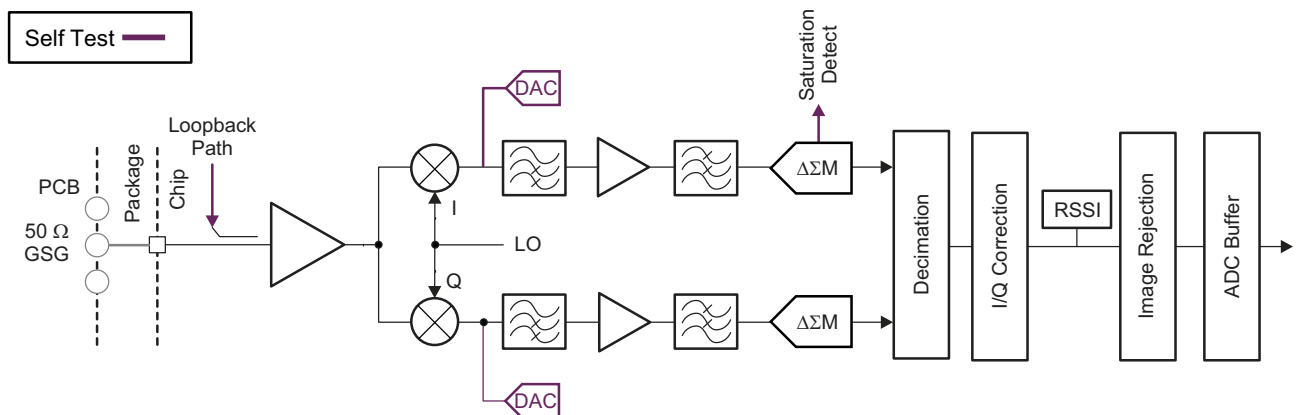 Self Test
DAC
Saturation
Detect
Loopback
Path
PCB
Package
Chip
50 Ω
GSG
I
LO
Q
ΔΣM
ΔΣM
DAC
Decimation
I/Q Correction
RSSI
Image Rejection
ADC Buffer